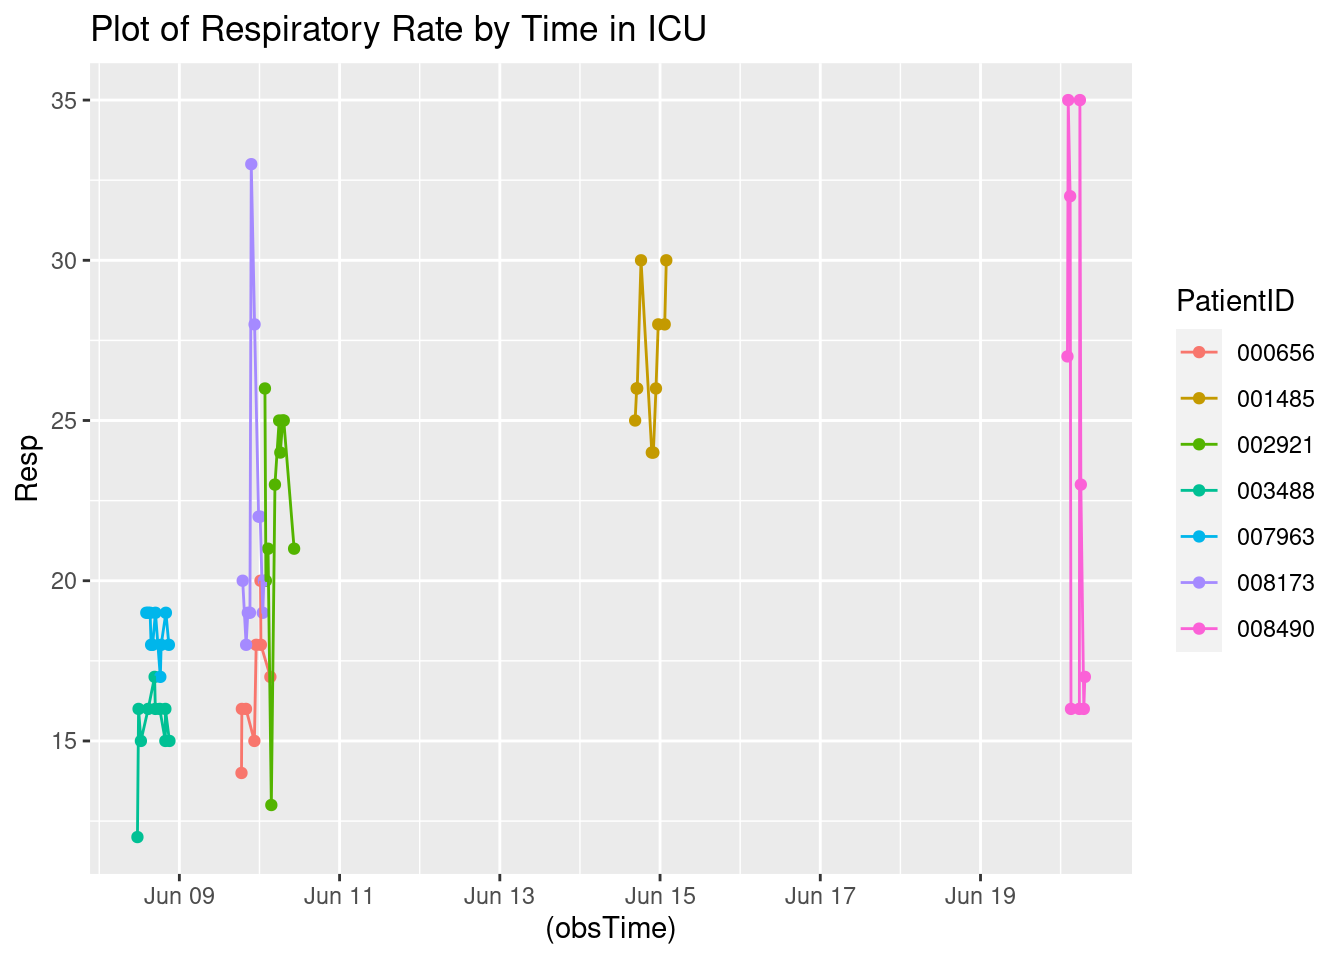 Plot of Respiratory Rate by Time in ICU
35
30
25
20
15
Resp
Jun 09 Jun 11 Jun 13 Jun 15 Jun 17 Jun 19
(obsTime)
PatientID
000656
001485
002921
003488
007963
008173
008490